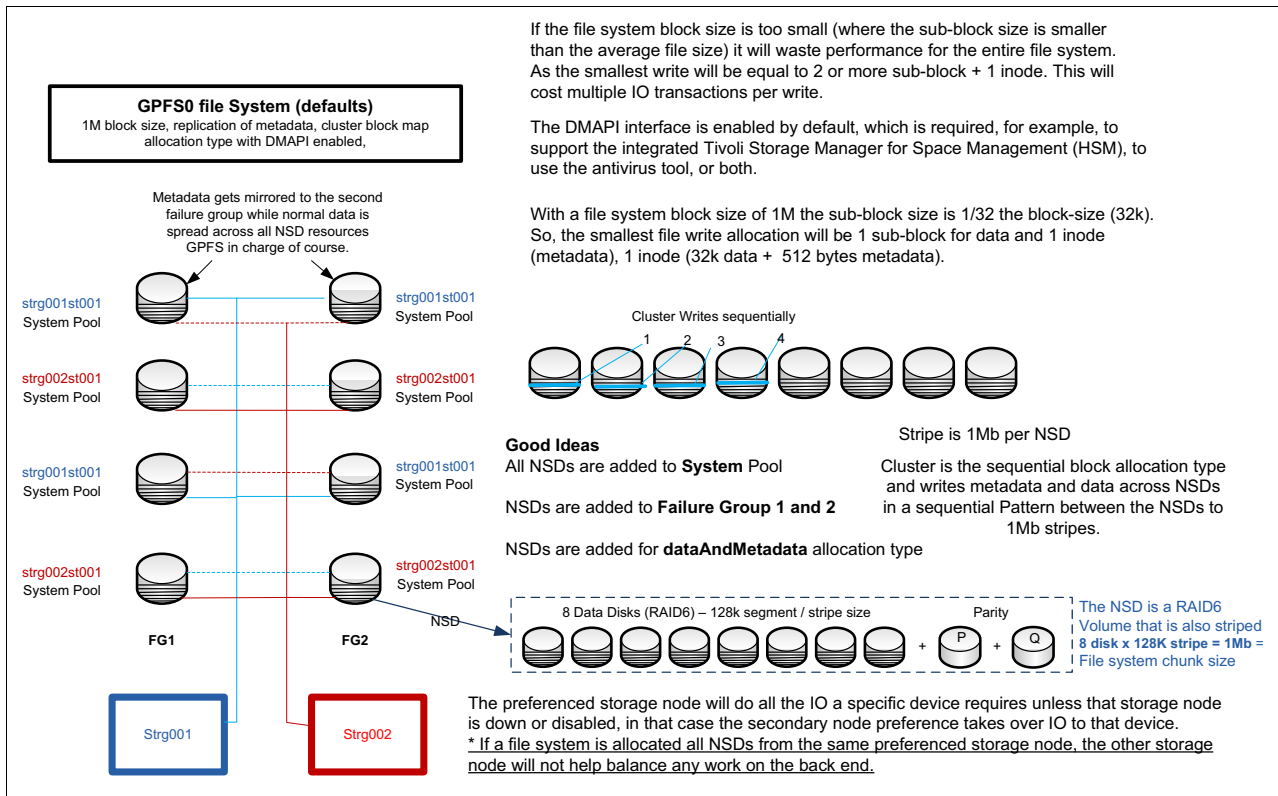 If the file system block size is too small (where the sub-block size is smaller
than the average file size) it will waste performance for the entire file system.
As the smallest write will be equal to 2 or more sub-block + 1 inode. This will
cost multiple IO transactions per write.
The DMAPI interface is enabled by default, which is required, for example, to
support the integrated Tivoli Storage Manager for Space Management (HSM), to
use the antivirus tool, or both.
With a file system block size of 1M the sub-block size is 1/32 the block-size (32k).
So, the smallest file write allocation will be 1 sub-block for data and 1 inode
(metadata), 1 inode (32k data + 512 bytes metadata).
GPFS0 file System (defaults)
1M block size, replication of metadata, cluster block map
allocation type with DMAPI enabled,
Metadata gets mirrored to the second
failure group while normal data is
spread across all NSD resources
GPFS in charge of course.
strg001st001
System Pool
strg001st001
System Pool
strg002st001
System Pool
strg002st001
System Pool
strg001st001
System Pool
strg001st001
System Pool
strg002st001
System Pool
strg002st001
System Pool
FG1
FG2
NSD
Strg001
Strg002
Cluster Writes sequentially
1
2
3
4
Stripe is 1Mb per NSD
Cluster is the sequential block allocation type
and writes metadata and data across NSDs
in a sequential Pattern between the NSDs to
1Mb stripes.
Good Ideas
All NSDs are added to System Pool
NSDs are added to Failure Group 1 and 2
NSDs are added for dataAndMetadata allocation type
8 Data Disks (RAID6) – 128k segment / stripe size
Parity
+
P
+
Q
The NSD is a RAID6
Volume that is also striped
8 disk x 128K stripe = 1Mb =
File system chunk size
The preferenced storage node will do all the IO a specific device requires unless that storage node
is down or disabled, in that case the secondary node preference takes over IO to that device.
* If a file system is allocated all NSDs from the same preferenced storage node, the other storage
node will not help balance any work on the back end.